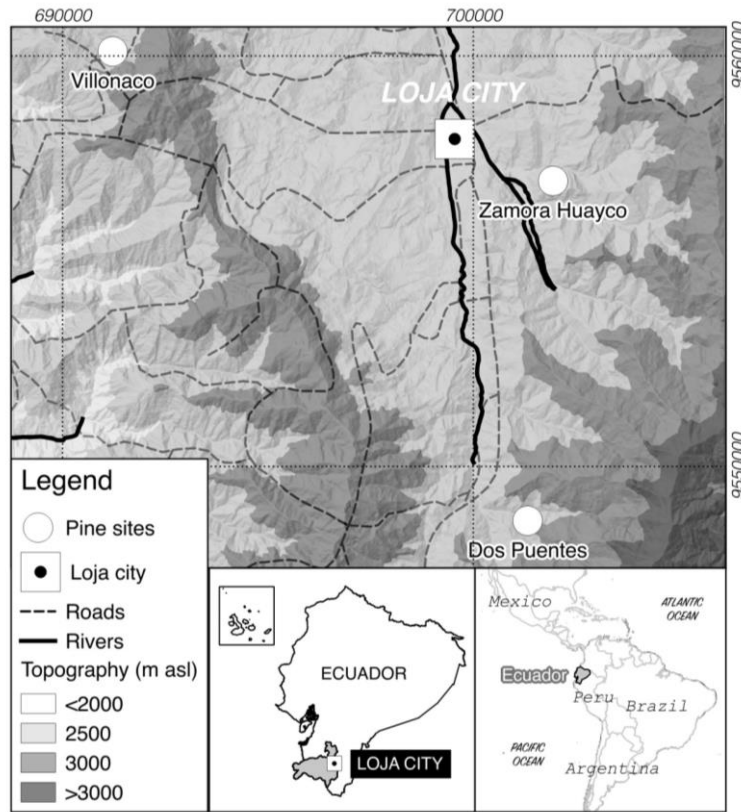 690000
700000
9560000
Villonaco
LOJA CITY
Zamora Huayco
9550000
Dos Puentes
Legend
Pine sites
Loja city
Roads
Rivers
Topography (m asl)
<2000
2500
3000
>3000
ECUADOR
LOJA CITY
Mexico
ATLANTIC
OCEAN
Ecuador
Peru
Brazil
PACIFIC
OCEAN
Argentina